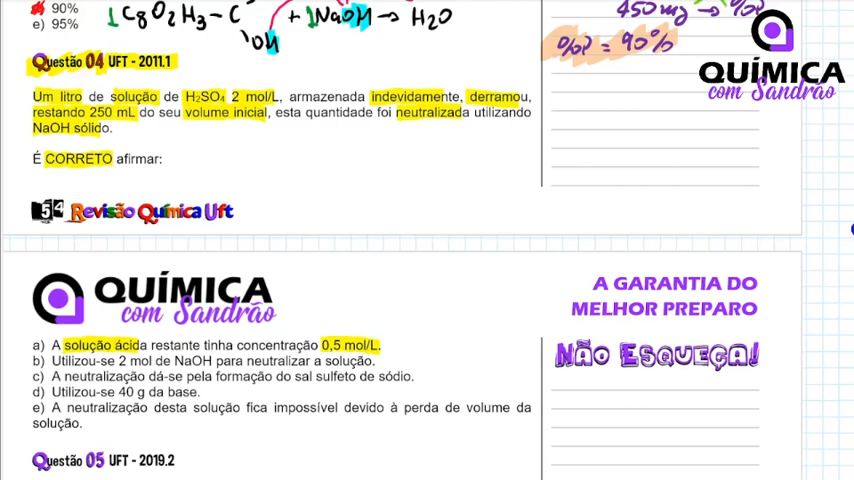 90%
e) 95%
1C8O2H3-C
OH
+ 1NaOH → H2O
450mg → %P?
%P? = 90%
QUÍMICA
com Sandrão
Questão 04 UFT - 2011.1
Um litro de solução de H2SO4 2 mol/L, armazenada indevidamente, derramou,
restando 250 mL do seu volume inicial, esta quantidade foi neutralizada utilizando
NaOH sólido.
É CORRETO afirmar:
54 Revisão Química Uft
QUÍMICA
com Sandrão
A GARANTIA DO
MELHOR PREPARO
a) A solução ácida restante tinha concentração 0,5 mol/L.
b) Utilizou-se 2 mol de NaOH para neutralizar a solução.
c) A neutralização dá-se pela formação do sal sulfeto de sódio.
d) Utilizou-se 40 g da base.
e) A neutralização desta solução fica impossível devido à perda de volume da
solução.
NÃO ESQUEÇA!
Questão 05 UFT - 2019.2